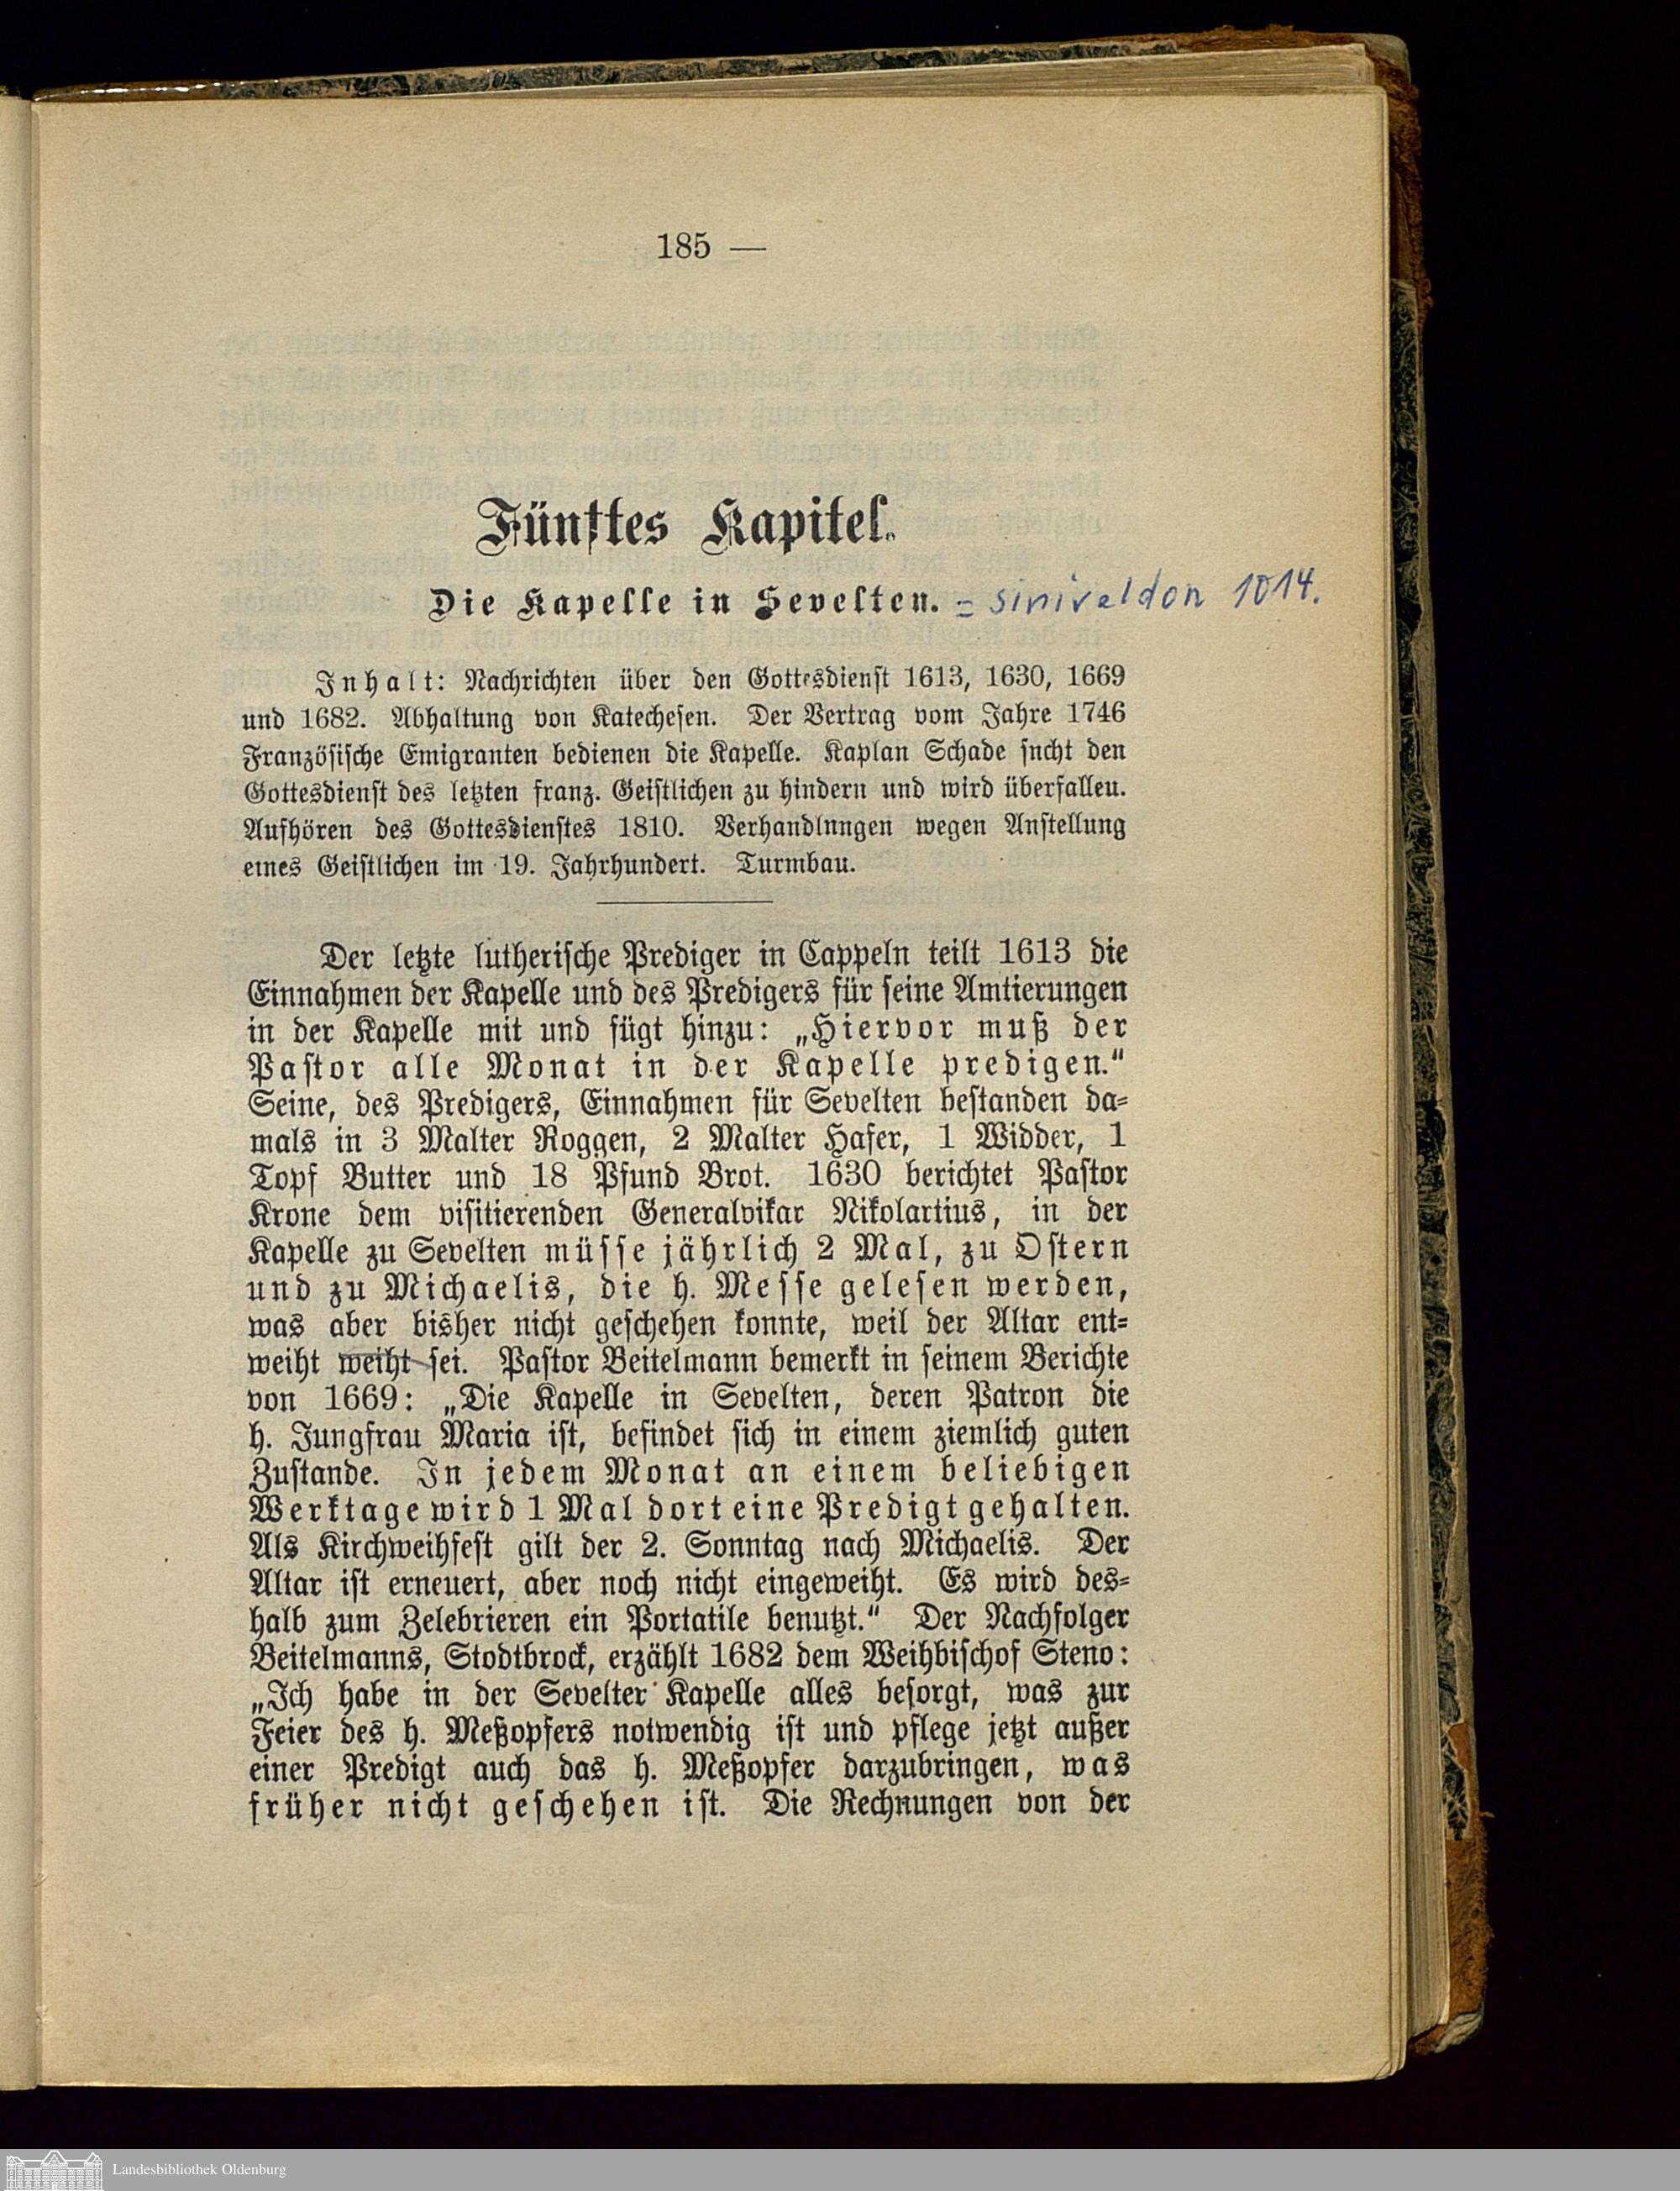 185 —
Fünftes Kapitel.
Die Kapelle in Sevelten. = siniveldon 1014.
Inhalt: Nachrichten über den Gottesdienst 1613, 1630, 1669
und 1682. Abhaltung von Katechesen. Der Vertrag vom Jahre 1746
Französische Emigranten bedienen die Kapelle. Kaplan Schade sncht den
Gottesdienst des letzten franz. Geistlichen zu hindern und wird überfalleu.
Aufhören des Gottesdienstes 1810. Verhandlnngen wegen Anstellung
eines Geistlichen im 19. Jahrhundert. Turmbau.
Der letzte lutherische Prediger in Cappeln teilt 1613 die
Einnahmen der Kapelle und des Predigers für seine Amtierungen
in der Kapelle mit und fügt hinzu: „Hiervor muß der
Pastor alle Monat in der Kapelle predigen.“
Seine, des Predigers, Einnahmen für Sevelten bestanden da-
mals in 3 Malter Roggen, 2 Malter Hafer, 1 Widder, 1
Topf Butter und 18 Pfund Brot. 1630 berichtet Pastor
Krone dem visitierenden Generalvikar Nikolartius, in der
Kapelle zu Sevelten müsse jährlich 2 Mal, zu Ostern
und zu Michaelis, die h. Messe gelesen werden,
was aber bisher nicht geschehen konnte, weil der Altar ent-
weiht weiht sei. Pastor Beitelmann bemerkt in seinem Berichte
von 1669: „Die Kapelle in Sevelten, deren Patron die
h. Jungfrau Maria ist, befindet sich in einem ziemlich guten
Zustande. In jedem Monat an einem beliebigen
Werktage wird 1 Mal dort eine Predigt gehalten.
Als Kirchweihfest gilt der 2. Sonntag nach Michaelis. Der
Altar ist erneuert, aber noch nicht eingeweiht. Es wird des-
halb zum Zelebrieren ein Portatile benutzt.“ Der Nachfolger
Beitelmanns, Stodtbrock, erzählt 1682 dem Weihbischof Steno:
„Ich habe in der Sevelter Kapelle alles besorgt, was zur
Feier des h. Meßopfers notwendig ist und pflege jetzt außer
einer Predigt auch das h. Meßopfer darzubringen, was
früher nicht geschehen ist. Die Rechnungen von der
Landesbibliothek Oldenburg